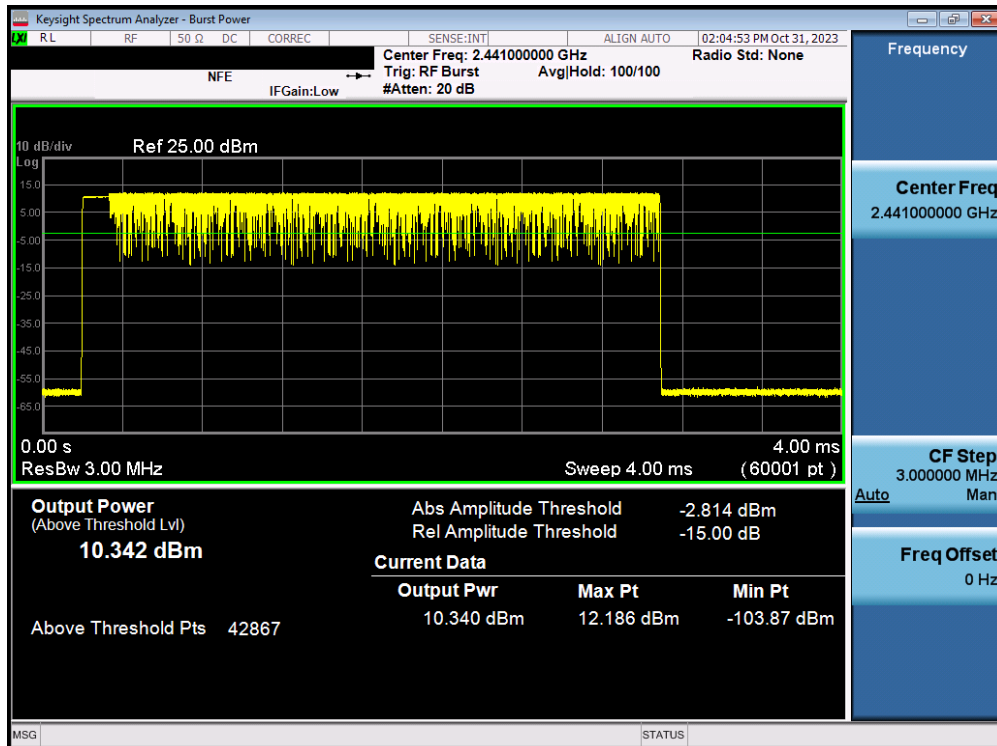 Keysight Spectrum Analyzer - Burst Power
LXI RL RF 50 Ω DC CORREC SENSE:INT ALIGN AUTO 02:04:53 PM Oct 31, 2023
Center Freq: 2.441000000 GHz Radio Std: None
NFE Trig: RF Burst Avg|Hold: 100/100
IFGain:Low #Atten: 20 dB
Frequency
10 dB/div Ref 25.00 dBm
Log
15.0
5.00
-5.00
-15.0
-25.0
-35.0
-45.0
-55.0
-65.0
0.00 s 4.00 ms
ResBw 3.00 MHz Sweep 4.00 ms (60001 pt)
Center Freq
2.441000000 GHz
CF Step
3.000000 MHz
Auto Man
Freq Offset
0 Hz
Output Power
(Above Threshold Lvl)
10.342 dBm
Above Threshold Pts 42867
Abs Amplitude Threshold -2.814 dBm
Rel Amplitude Threshold -15.00 dB
Current Data
Output Pwr Max Pt Min Pt
10.340 dBm 12.186 dBm -103.87 dBm
MSG STATUS